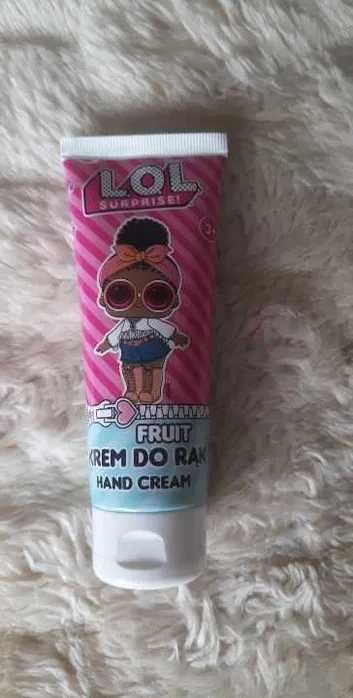 L.O.L
SURPRISE!
3+
FRUIT
KREM DO RĄK
HAND CREAM